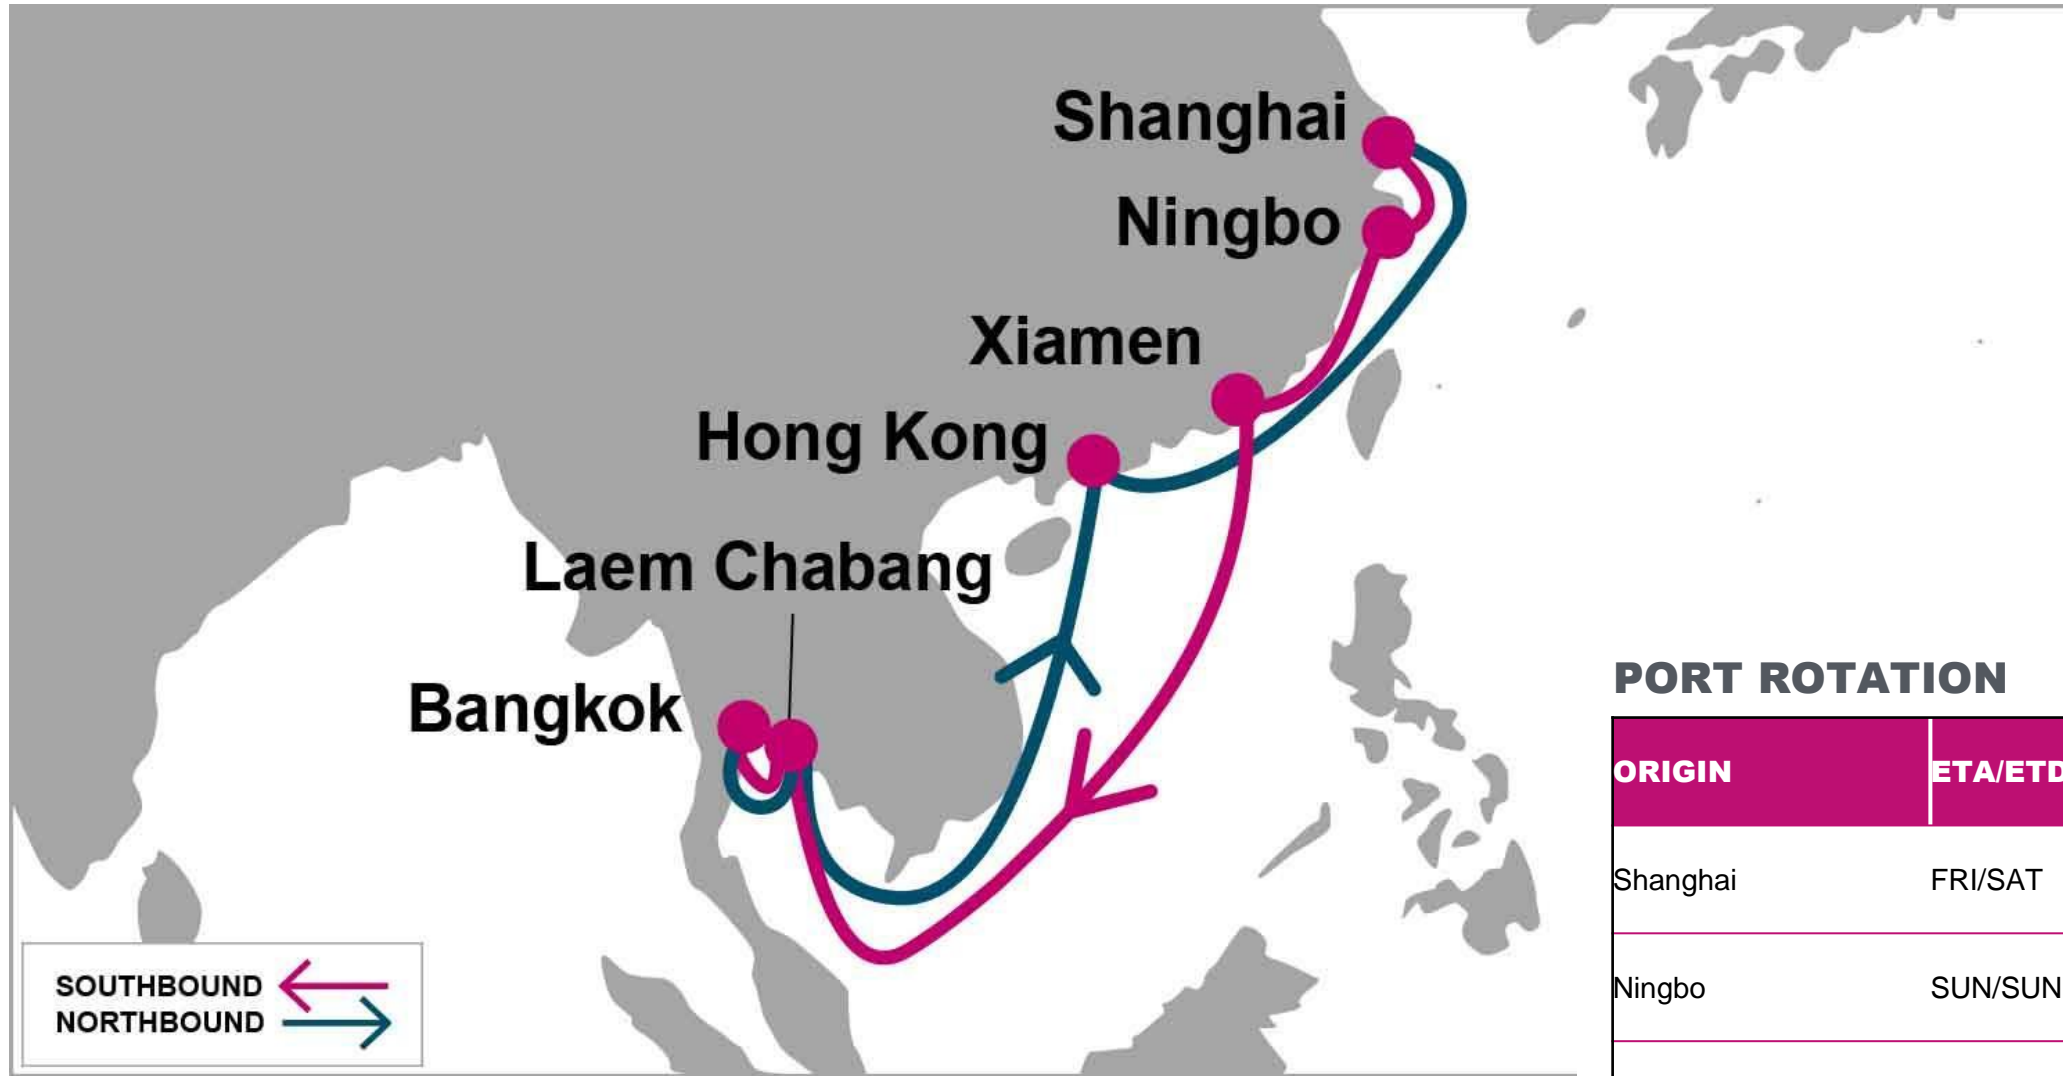 Shanghai
Ningbo
Xiamen
Hong Kong
Laem Chabang
Bangkok
SOUTHBOUND
NORTHBOUND
PORT ROTATION
ORIGIN ETA/ETD
Shanghai FRI/SAT
Ningbo SUN/SUN